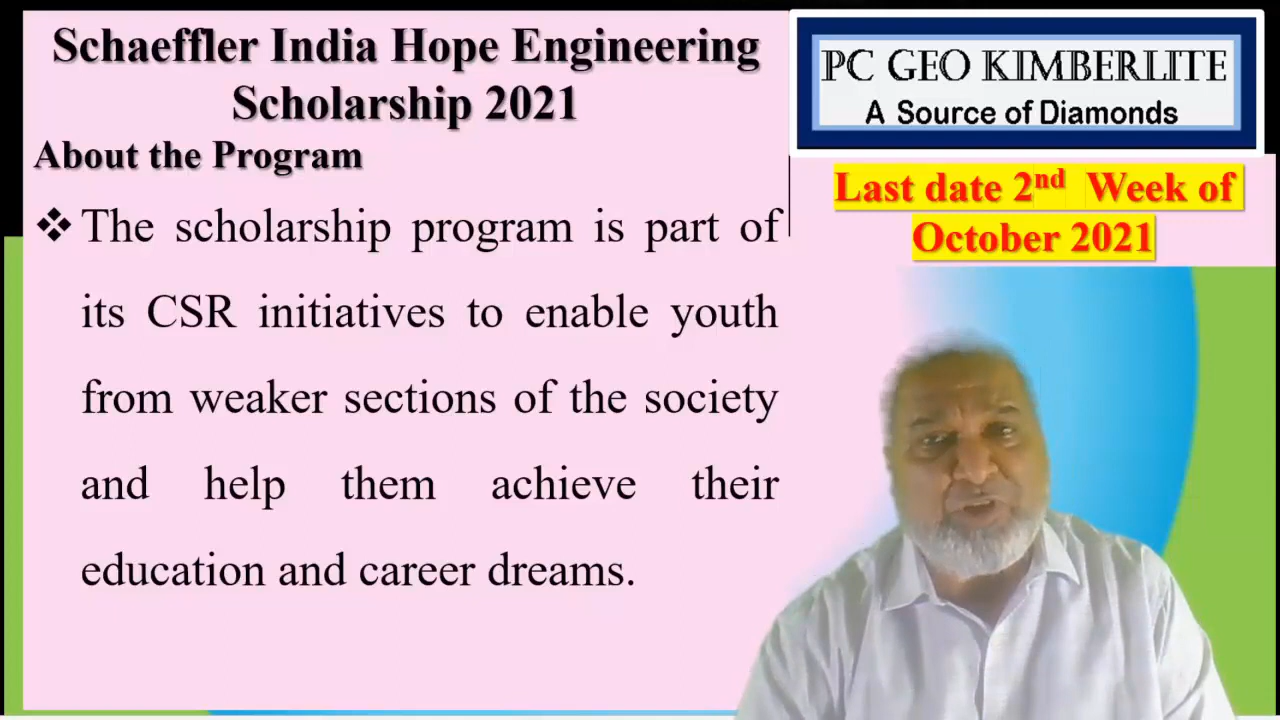 Schaeffler India Hope Engineering
Scholarship 2021
About the Program
❖ The scholarship program is part of
its CSR initiatives to enable youth
from weaker sections of the society
and help them achieve their
education and career dreams.
PC GEO KIMBERLITE
A Source of Diamonds
Last date 2nd Week of
October 2021